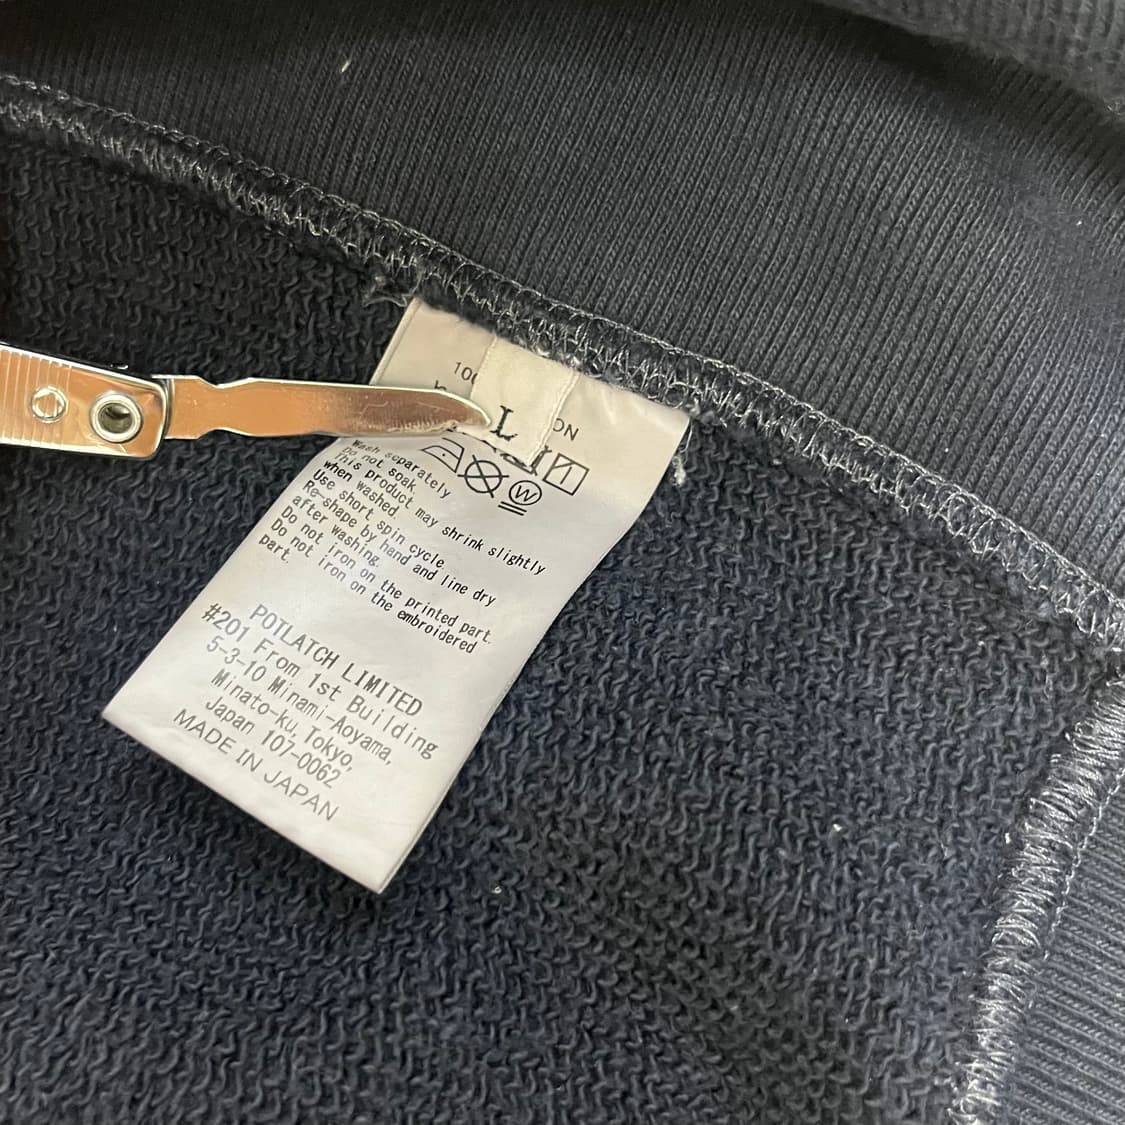 L
100
ON
W
Wash separately
Do not soak.
This product may shrink slightly
when washed.
Use short spin cycle.
Re-shape by hand and line dry
after washing.
Do not iron on the printed part.
Do not iron on the embroidered
part.
POTLATCH LIMITED
#201 From 1st Building
5-3-10 Minami-Aoyama,
Minato-ku, Tokyo,
Japan 107-0062
MADE IN JAPAN